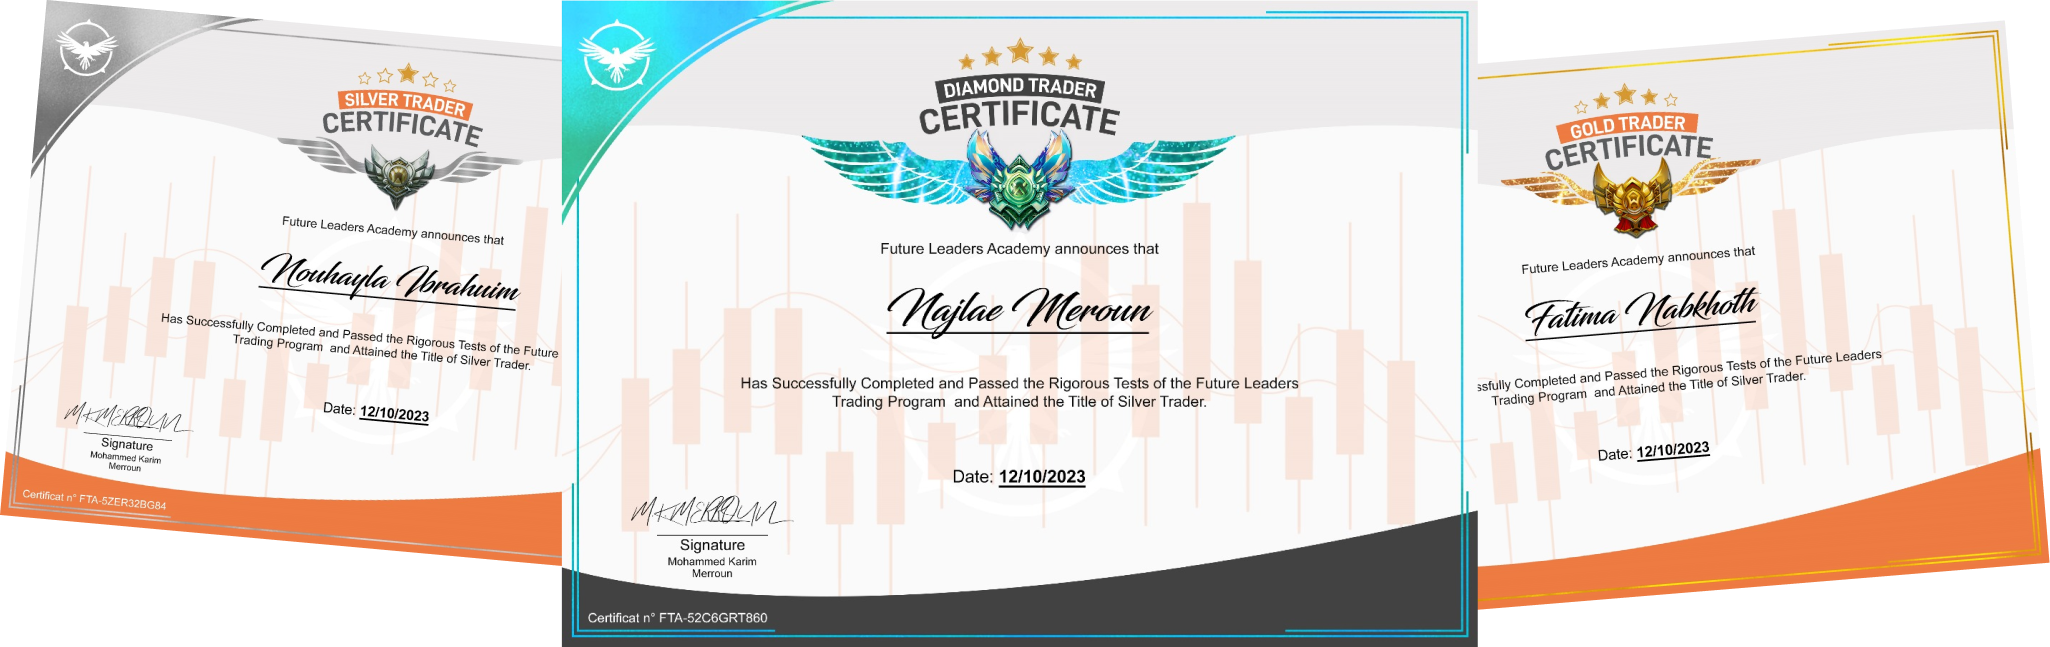 SILVER TRADER
CERTIFICATE
Future Leaders Academy announces that
Nouhayla Ibrahuim
Has Successfully Completed and Passed the Rigorous Tests of the Future
Trading Program and Attained the Title of Silver Trader.
Date: 12/10/2023
Signature
Mohammed Karim
Merroun
Certificat n° FTA-5ZER32BG84
DIAMOND TRADER
CERTIFICATE
Future Leaders Academy announces that
Najlae Meroun
Has Successfully Completed and Passed the Rigorous Tests of the Future Leaders
Trading Program and Attained the Title of Silver Trader.
Date: 12/10/2023
MKMERROUN
Signature
Mohammed Karim
Merroun
Certificat n° FTA-52C6GRT860
GOLD TRADER
CERTIFICATE
Future Leaders Academy announces that
Fatima Nabkhoth
ssfully Completed and Passed the Rigorous Tests of the Future Leaders
Trading Program and Attained the Title of Silver Trader.
Date: 12/10/2023